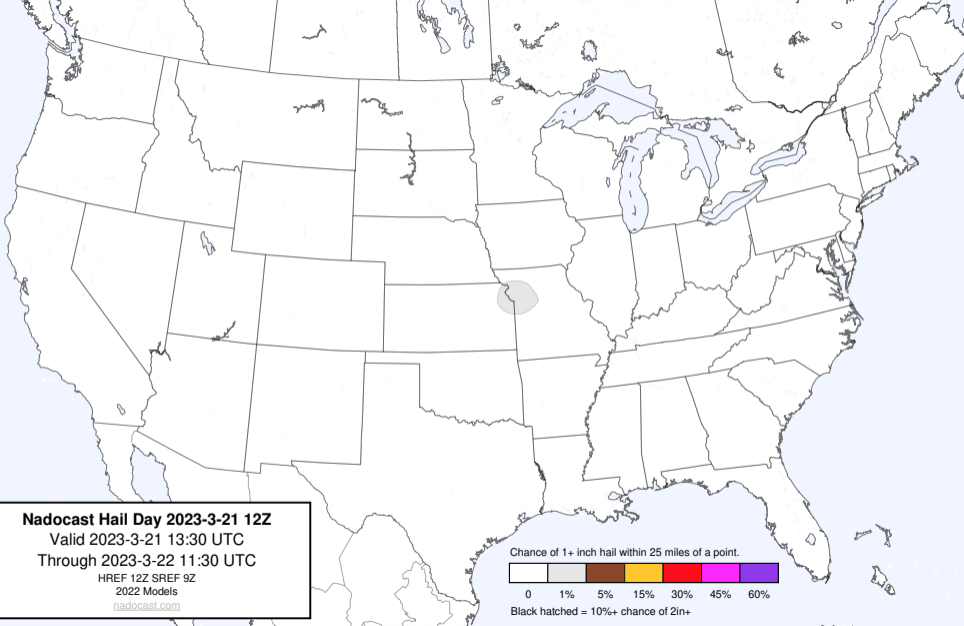 Nadocast Hail Day 2023-3-21 12Z
Valid 2023-3-21 13:30 UTC
Through 2023-3-22 11:30 UTC
HREF 12Z SREF 9Z
2022 Models
nadocast.com
Chance of 1+ inch hail within 25 miles of a point.
0 1% 5% 15% 30% 45% 60%
Black hatched = 10%+ chance of 2in+